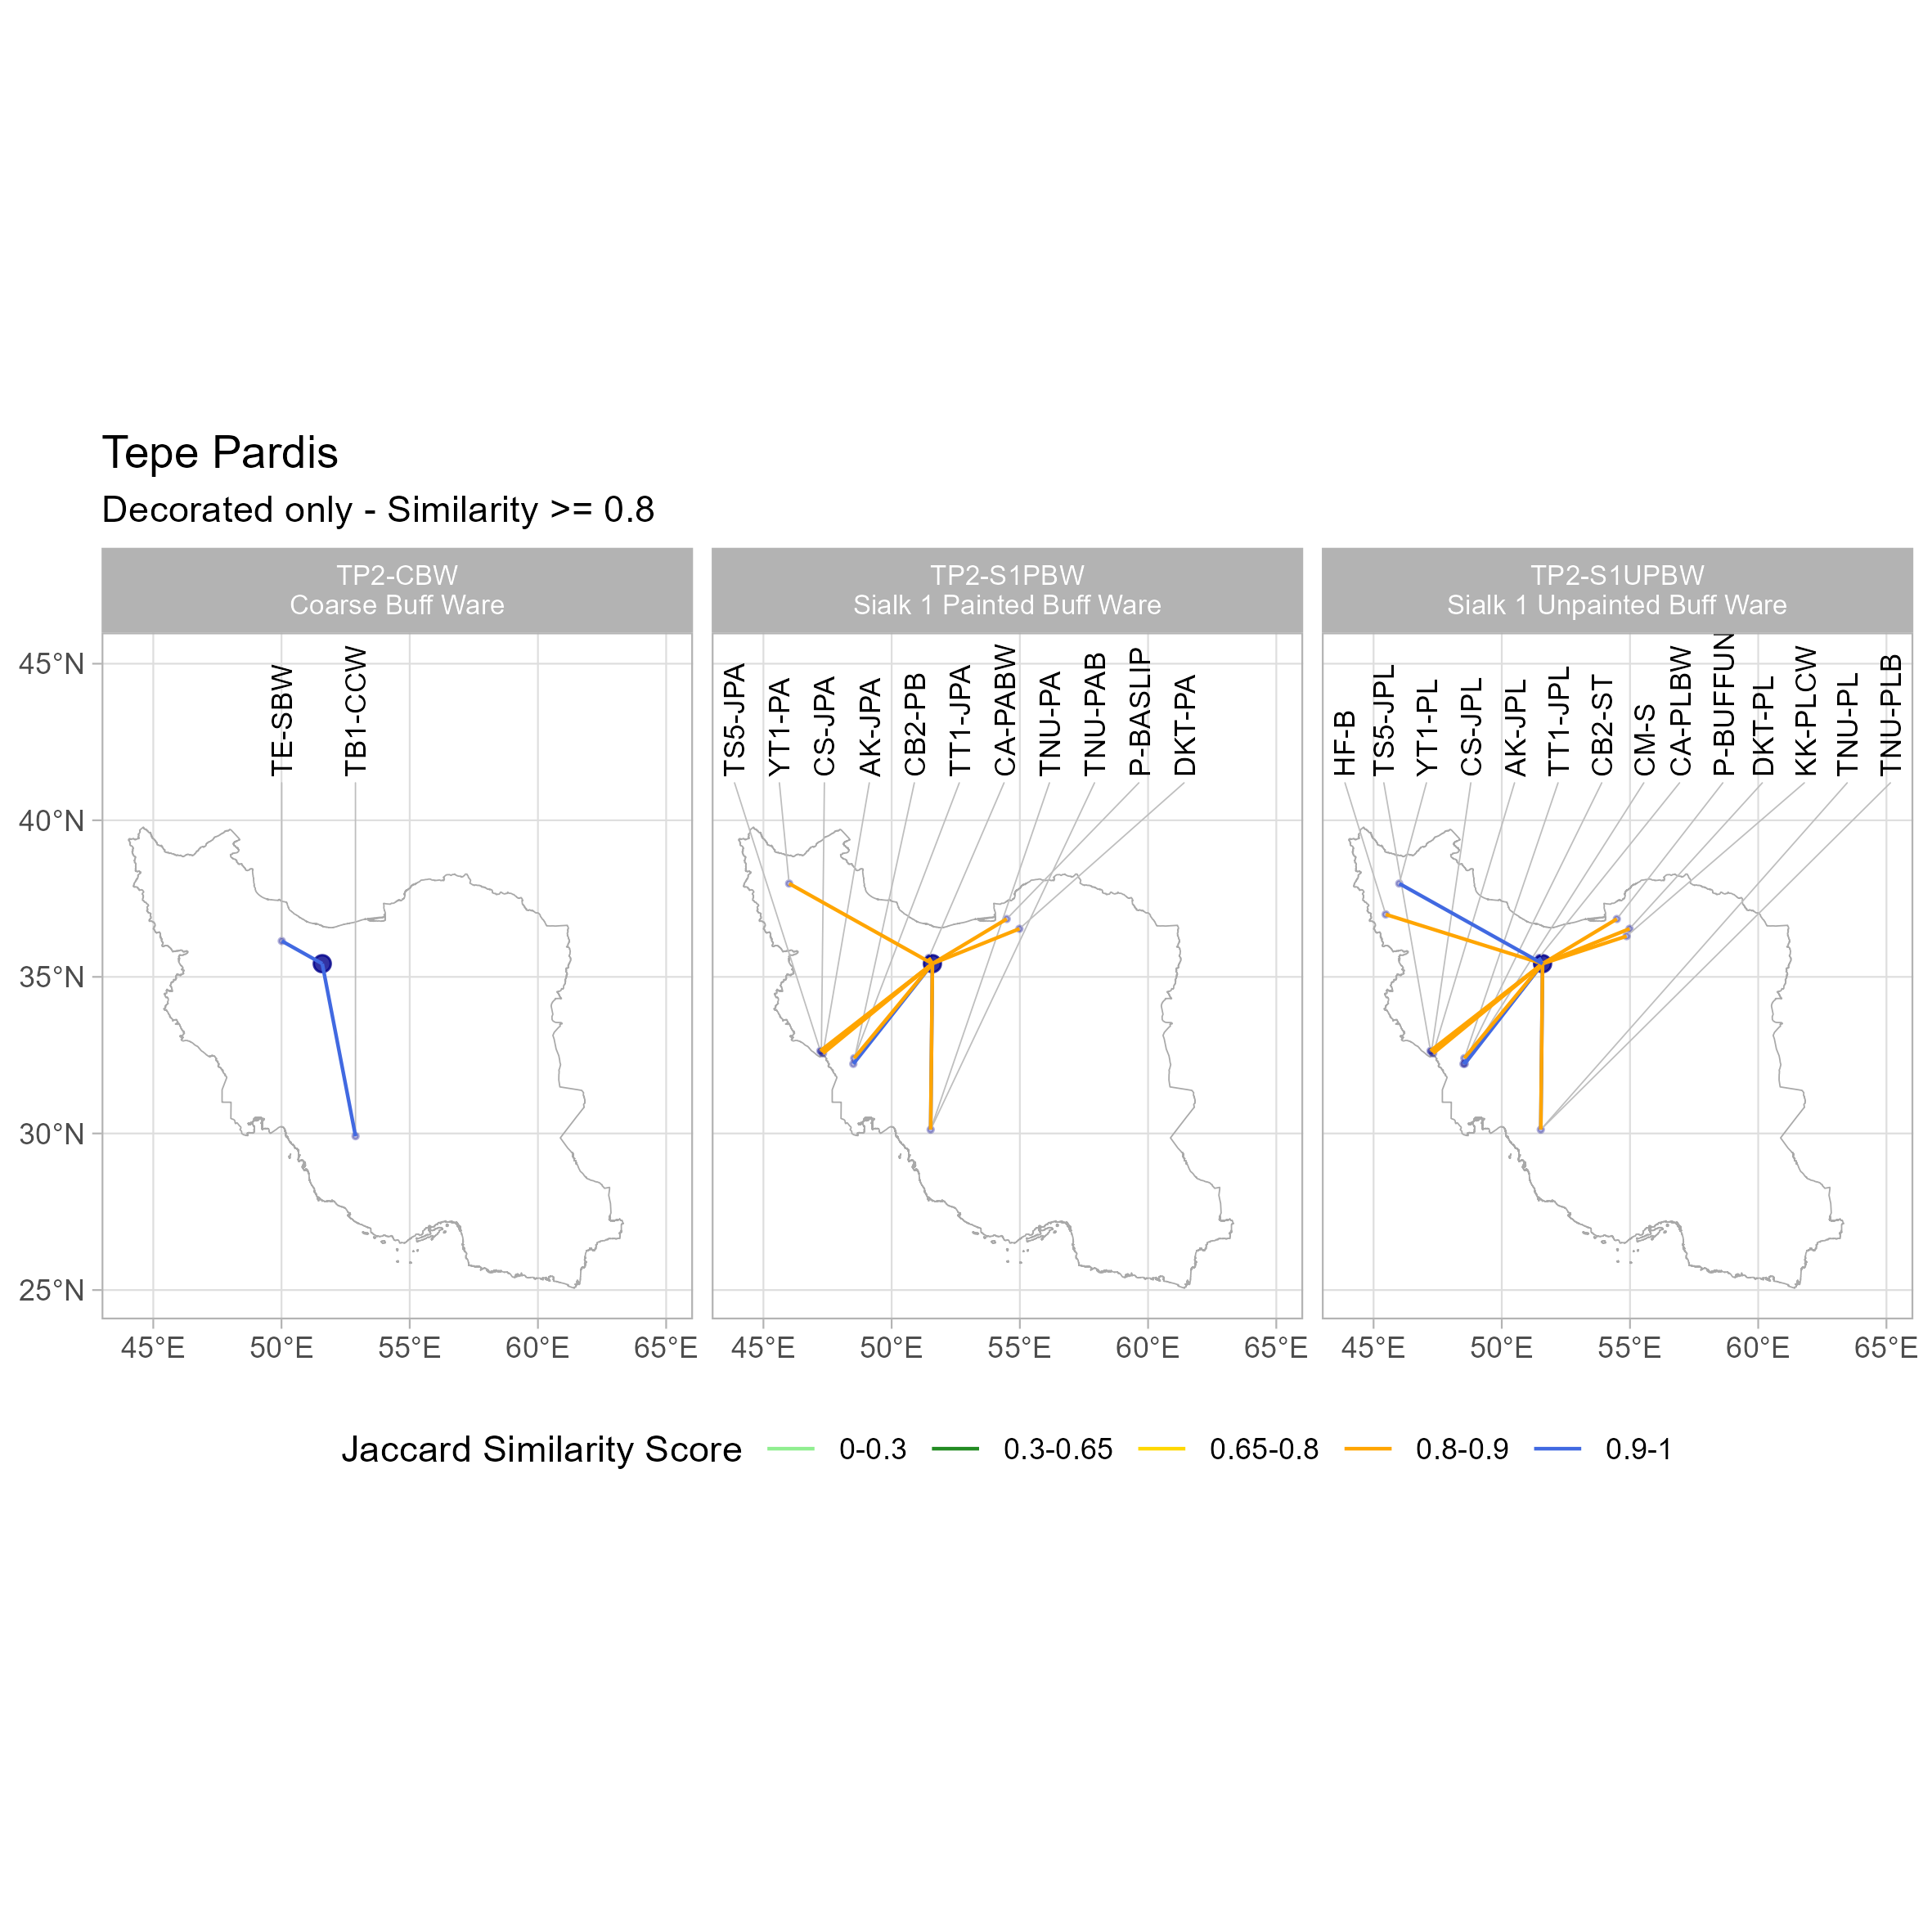 Tepe Pardis
Decorated only - Similarity >= 0.8
TP2-CBW
Coarse Buff Ware
TP2-S1PBW
Sialk 1 Painted Buff Ware
TP2-S1UPBW
Sialk 1 Unpainted Buff Ware
TE-SBW
TB1-CCW
TS5-JPA
YT1-PA
CS-JPA
AK-JPA
CB2-PB
TT1-JPA
CA-PABW
TNU-PA
TNU-PAB
P-BASLIP
DKT-PA
HF-B
TS5-JPL
YT1-PL
CS-JPL
AK-JPL
TT1-JPL
CB2-ST
CM-S
CA-PLBW
P-BUFFUN
DKT-PL
KK-PLCW
TNU-PL
TNU-PLB
45°N
40°N
35°N
30°N
25°N
45°E 50°E 55°E 60°E 65°E 45°E 50°E 55°E 60°E 65°E 45°E 50°E 55°E 60°E 65°E
Jaccard Similarity Score 0-0.3 0.3-0.65 0.65-0.8 0.8-0.9 0.9-1